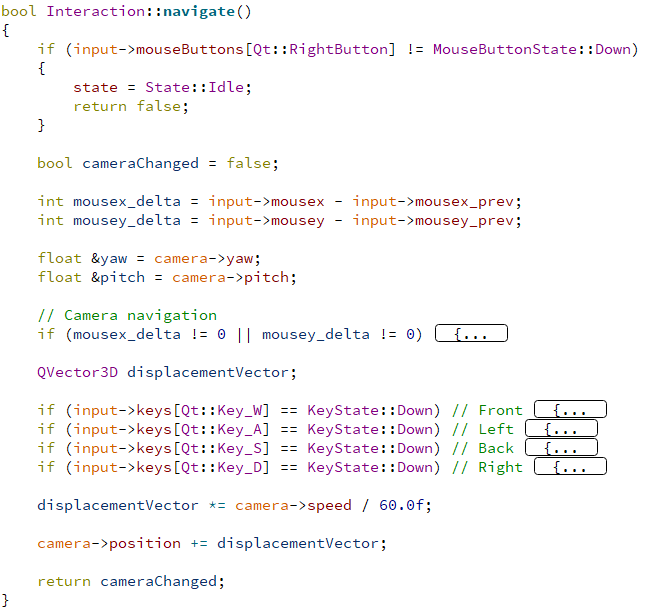 bool Interaction::navigate()
{
    if (input->mouseButtons[Qt::RightButton] != MouseButtonState::Down)
    {
        state = State::Idle;
        return false;
    }

    bool cameraChanged = false;

    int mousex_delta = input->mousex - input->mousex_prev;
    int mousey_delta = input->mousey - input->mousey_prev;

    float &yaw = camera->yaw;
    float &pitch = camera->pitch;

    // Camera navigation
    if (mousex_delta != 0 || mousey_delta != 0) {...

    QVector3D displacementVector;

    if (input->keys[Qt::Key_W] == KeyState::Down) // Front {...
    if (input->keys[Qt::Key_A] == KeyState::Down) // Left {...
    if (input->keys[Qt::Key_S] == KeyState::Down) // Back {...
    if (input->keys[Qt::Key_D] == KeyState::Down) // Right {...

    displacementVector *= camera->speed / 60.0f;

    camera->position += displacementVector;

    return cameraChanged;
}